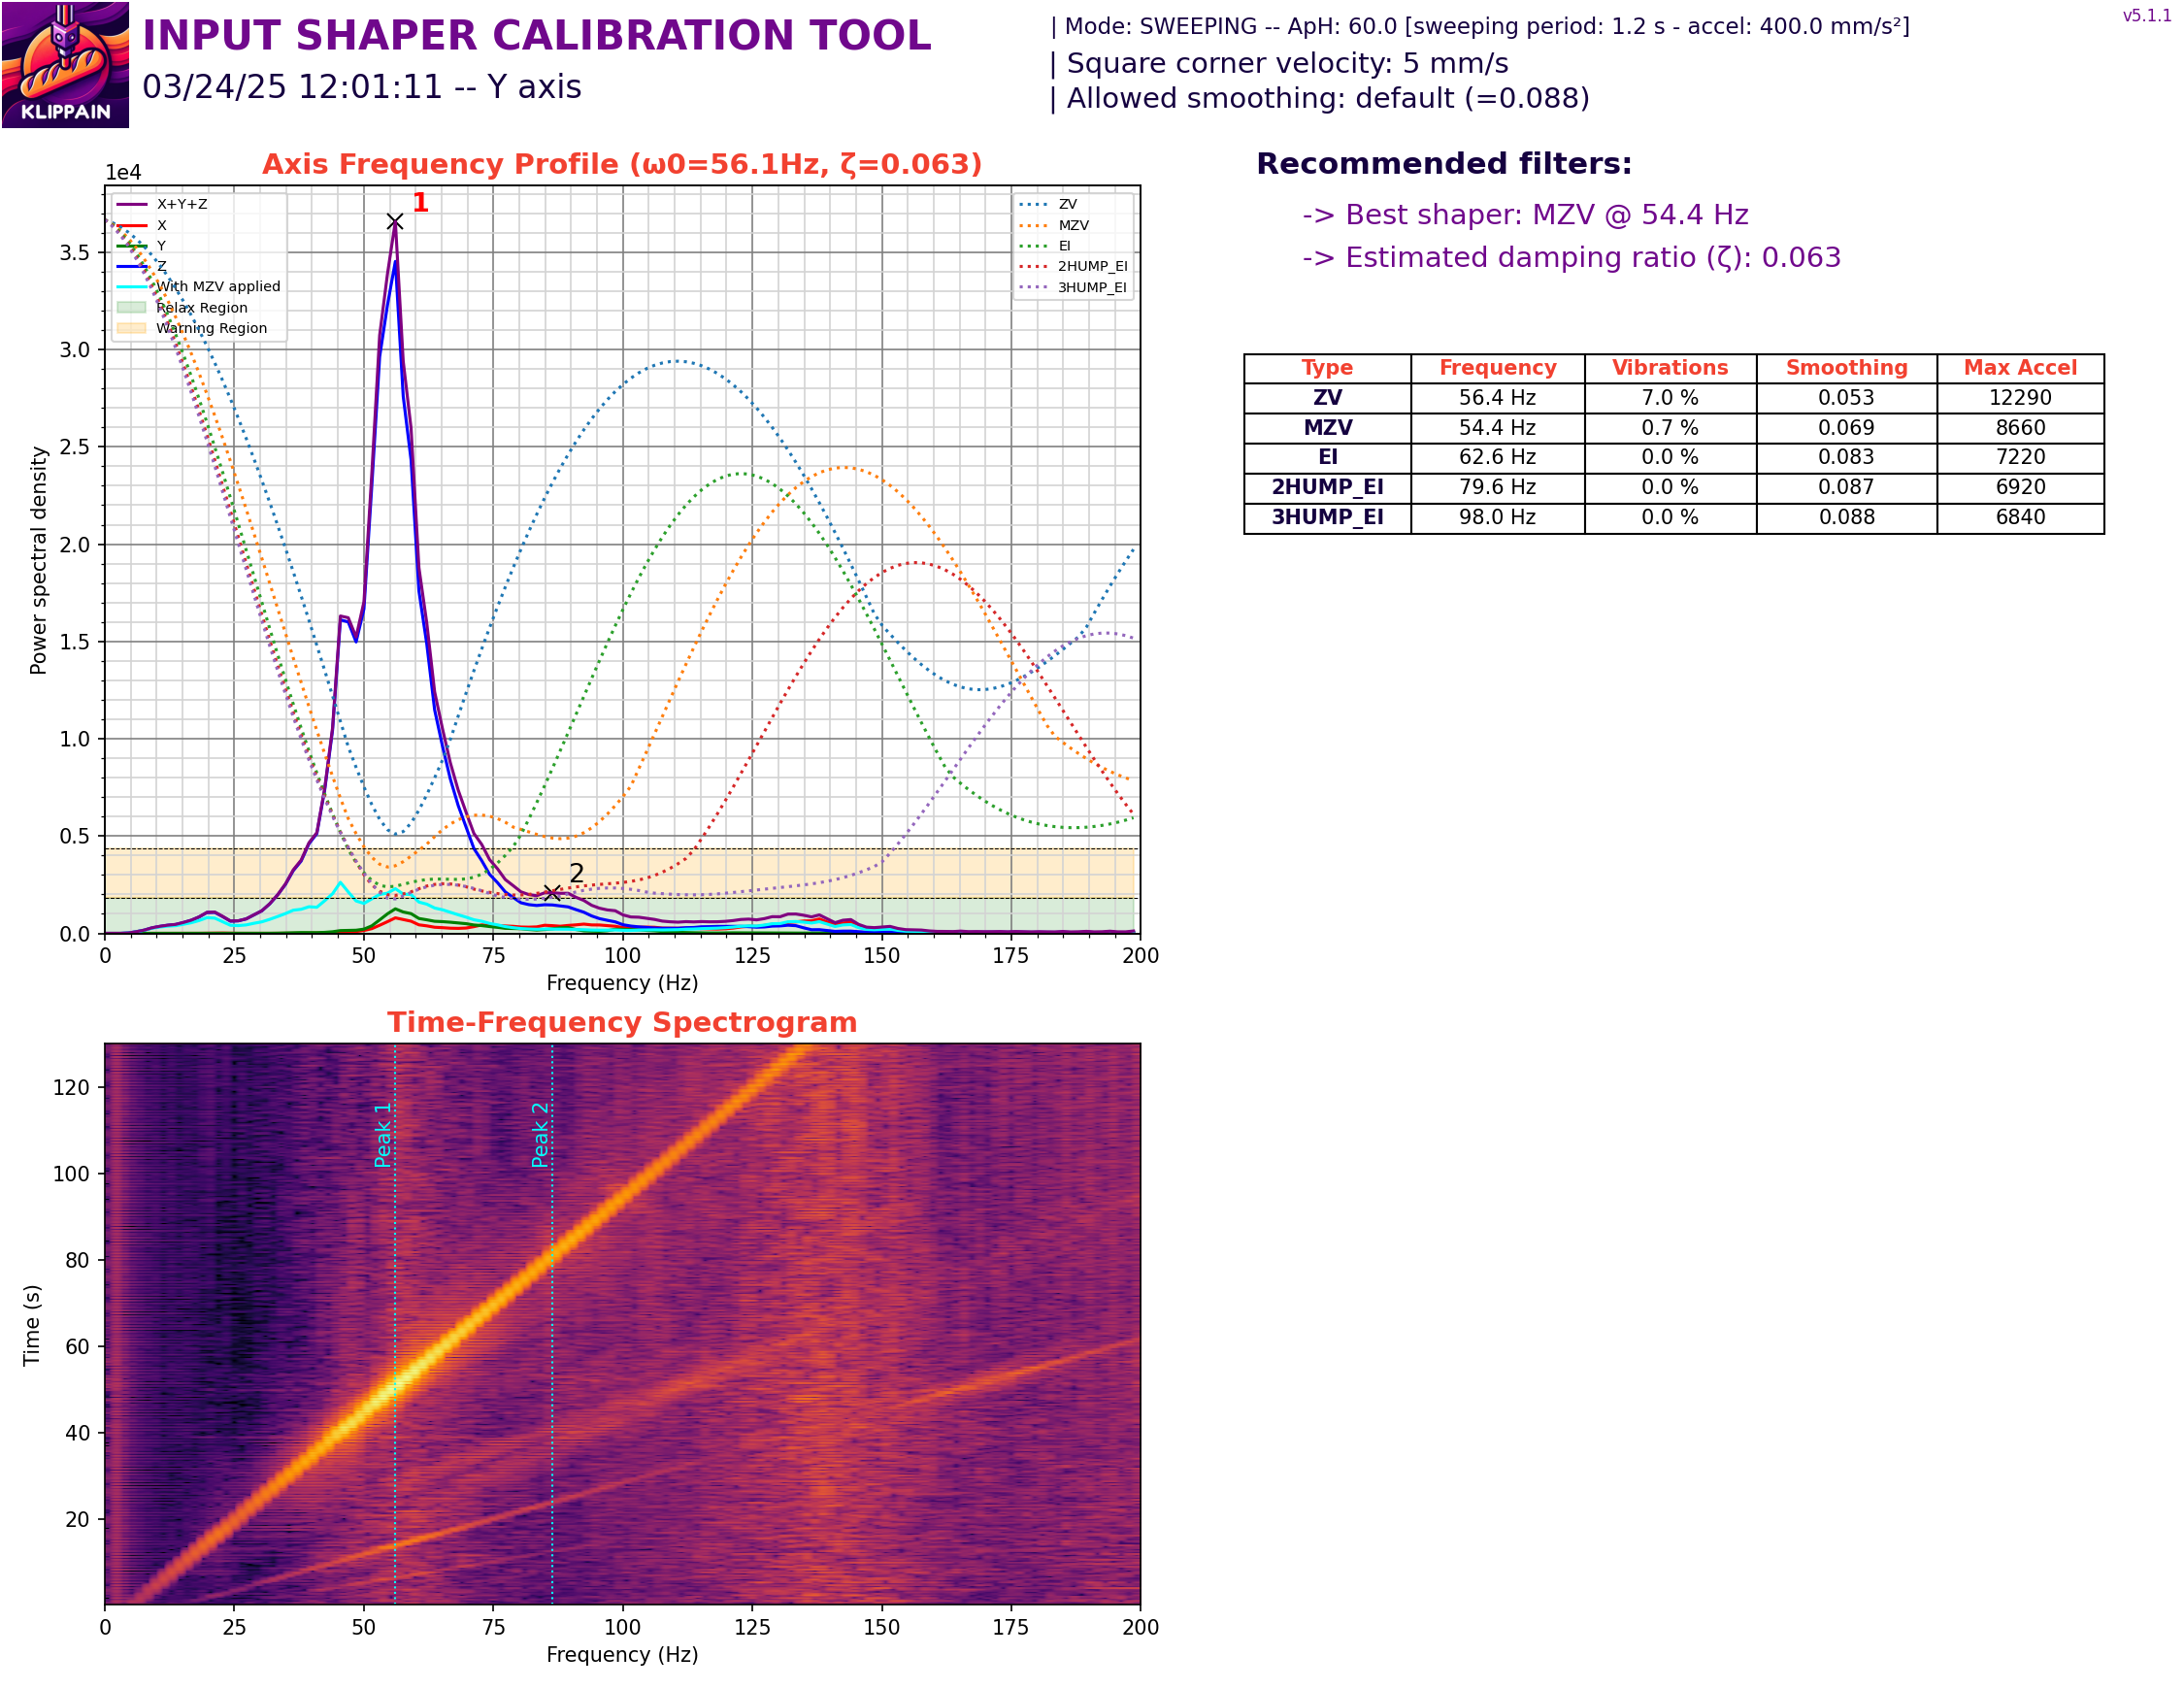 KLIPPAIN
INPUT SHAPER CALIBRATION TOOL
03/24/25 12:01:11 -- Y axis
| Mode: SWEEPING -- ApH: 60.0 [sweeping period: 1.2 s - accel: 400.0 mm/s²]
| Square corner velocity: 5 mm/s
| Allowed smoothing: default (=0.088)
v5.1.1
Axis Frequency Profile (ω0=56.1Hz, ζ=0.063)
1e4
X+Y+Z
X
Y
Z
With MZV applied
Relax Region
Warning Region
ZV
MZV
EI
2HUMP_EI
3HUMP_EI
1
2
Power spectral density
3.5
3.0
2.5
2.0
1.5
1.0
0.5
0.0
0 25 50 75 100 125 150 175 200
Frequency (Hz)
Recommended filters:
-> Best shaper: MZV @ 54.4 Hz
-> Estimated damping ratio (ζ): 0.063
Type Frequency Vibrations Smoothing Max Accel
ZV 56.4 Hz 7.0 % 0.053 12290
MZV 54.4 Hz 0.7 % 0.069 8660
EI 62.6 Hz 0.0 % 0.083 7220
2HUMP_EI 79.6 Hz 0.0 % 0.087 6920
3HUMP_EI 98.0 Hz 0.0 % 0.088 6840
Time-Frequency Spectrogram
Time (s)
120
100
80
60
40
20
Peak 1
Peak 2
0 25 50 75 100 125 150 175 200
Frequency (Hz)